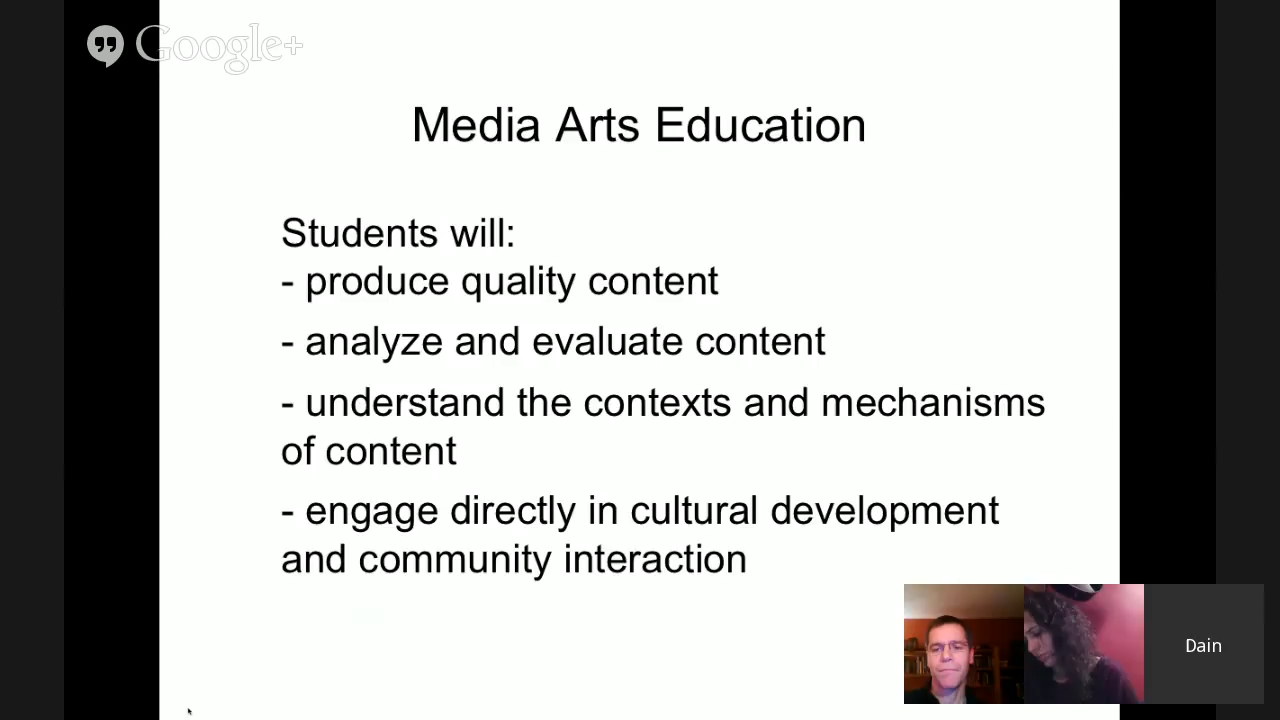 Google+
Media Arts Education
Students will:
- produce quality content
- analyze and evaluate content
- understand the contexts and mechanisms
of content
- engage directly in cultural development
and community interaction
Dain